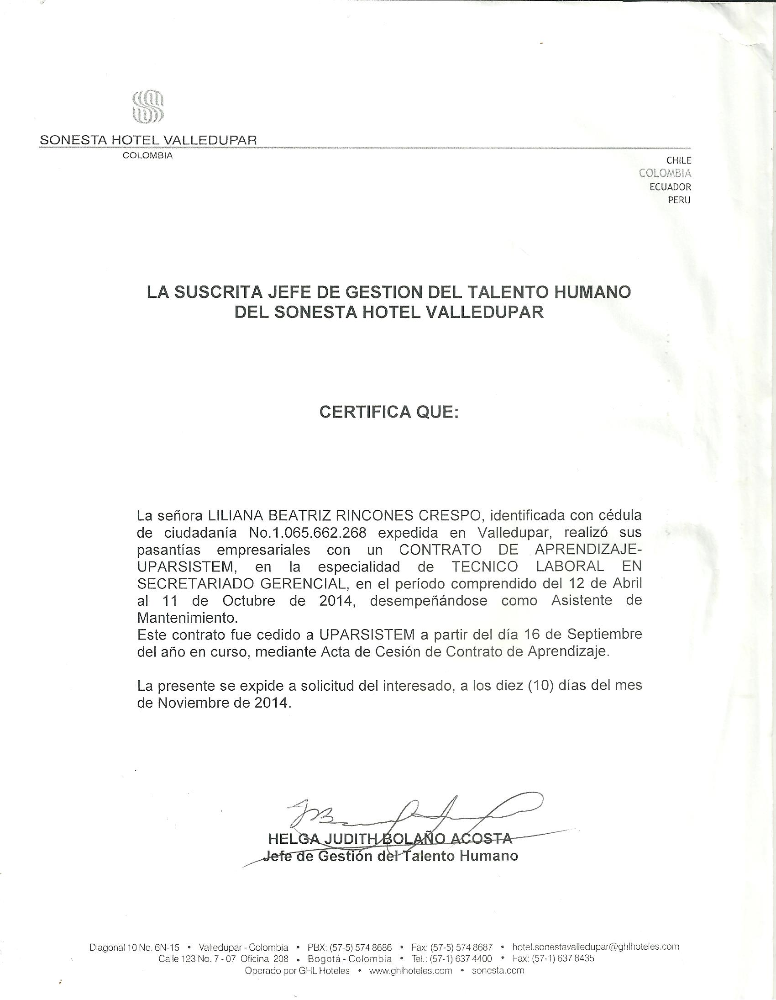 SONESTA HOTEL VALLEDUPAR
COLOMBIA
CHILE
COLOMBIA
ECUADOR
PERU
LA SUSCRITA JEFE DE GESTION DEL TALENTO HUMANO
DEL SONESTA HOTEL VALLEDUPAR
CERTIFICA QUE:
La señora LILIANA BEATRIZ RINCONES CRESPO, identificada con cédula
de ciudadanía No.1.065.662.268 expedida en Valledupar, realizó sus
pasantías empresariales con un CONTRATO DE APRENDIZAJE-
UPARSISTEM, en la especialidad de TECNICO LABORAL EN
SECRETARIADO GERENCIAL, en el período comprendido del 12 de Abril
al 11 de Octubre de 2014, desempeñándose como Asistente de
Mantenimiento.
Este contrato fue cedido a UPARSISTEM a partir del día 16 de Septiembre
del año en curso, mediante Acta de Cesión de Contrato de Aprendizaje.
La presente se expide a solicitud del interesado, a los diez (10) días del mes
de Noviembre de 2014.
HELGA JUDITH BOLAÑO ACOSTA
Jefe de Gestión del Talento Humano
Diagonal 10 No. 6N-15 • Valledupar - Colombia • PBX: (57-5) 574 8686 • Fax: (57-5) 574 8687 • hotel.sonestavalledupar@ghlhoteles.com
Calle 123 No. 7 - 07 Oficina 208 • Bogotá - Colombia • Tel.: (57-1) 637 4400 • Fax: (57-1) 637 8435
Operado por GHL Hoteles • www.ghlhoteles.com • sonesta.com